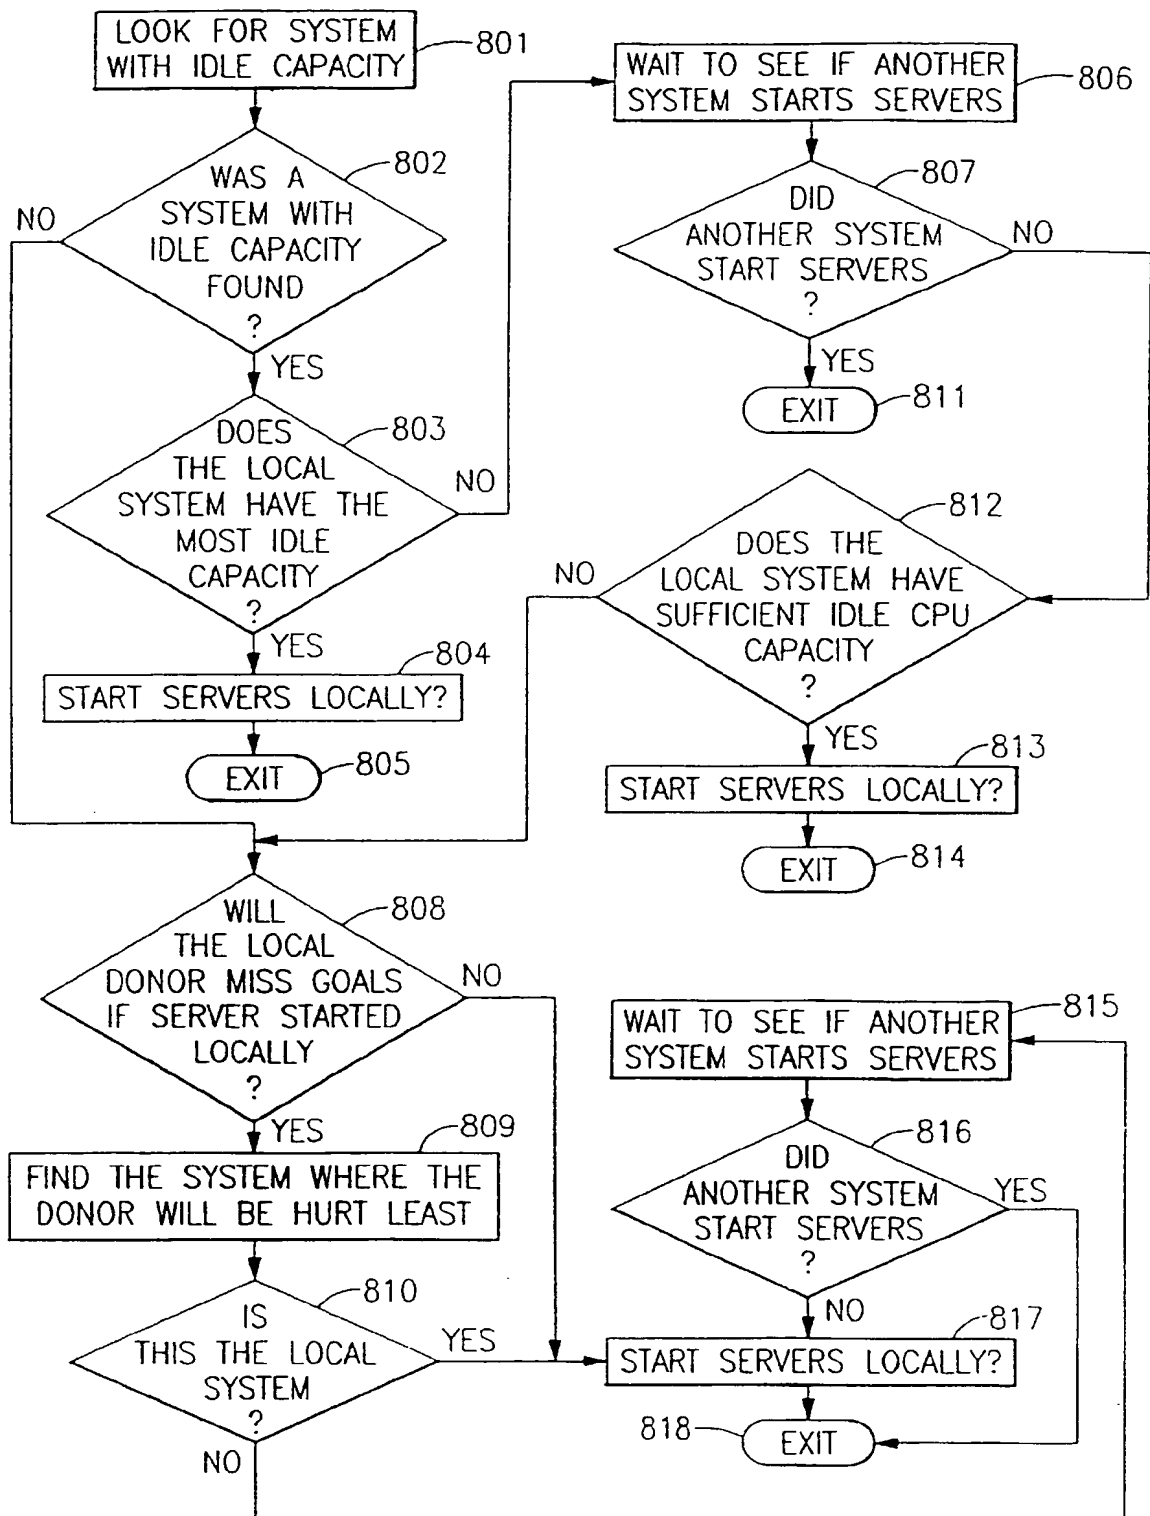 LOOK FOR SYSTEM
WITH IDLE CAPACITY
801
802
WAS A
SYSTEM WITH
IDLE CAPACITY
FOUND
?
NO
YES
803
DOES
THE LOCAL
SYSTEM HAVE THE
MOST IDLE
CAPACITY
?
NO
YES
804
START SERVERS LOCALLY?
EXIT
805
WAIT TO SEE IF ANOTHER
SYSTEM STARTS SERVERS
806
807
DID
ANOTHER SYSTEM
START SERVERS
?
NO
YES
EXIT
811
812
DOES THE
LOCAL SYSTEM HAVE
SUFFICIENT IDLE CPU
CAPACITY
?
NO
YES
813
START SERVERS LOCALLY?
EXIT
814
808
WILL
THE LOCAL
DONOR MISS GOALS
IF SERVER STARTED
LOCALLY
?
NO
YES
809
FIND THE SYSTEM WHERE THE
DONOR WILL BE HURT LEAST
810
IS
THIS THE LOCAL
SYSTEM
?
YES
NO
815
WAIT TO SEE IF ANOTHER
SYSTEM STARTS SERVERS
816
DID
ANOTHER SYSTEM
START SERVERS
?
YES
NO
817
START SERVERS LOCALLY?
818
EXIT